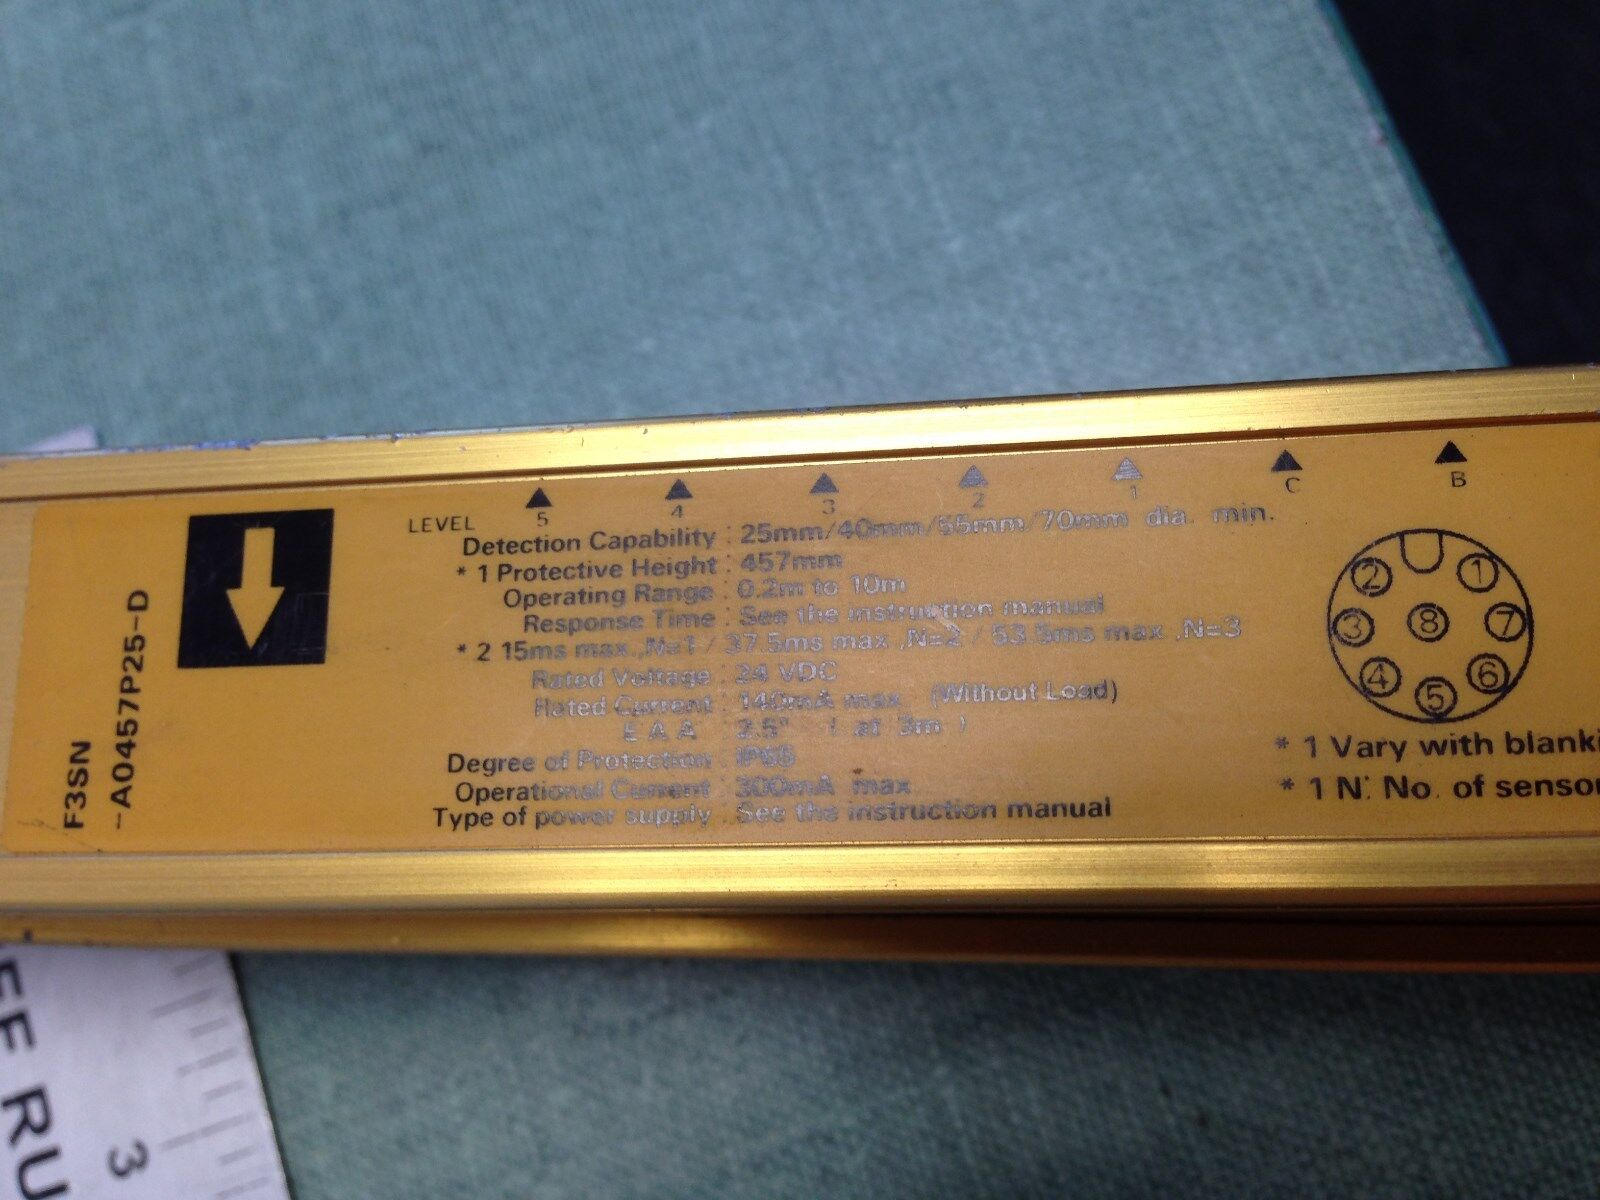 F3SN
-A0457P25-D
LEVEL 5 4 3 2 1 C B
Detection Capability : 25mm/40mm/55mm/70mm dia. min.
* 1 Protective Height : 457mm
Operating Range : 0.2m to 10m
Response Time : See the instruction manual
* 2 15ms max.,N=1 / 37.5ms max ,N=2 / 53.5ms max ,N=3
Rated Voltage : 24 VDC
Rated Current : 140mA max (Without Load)
E A A : 2.5° ( at 3m )
Degree of Protection : IP65
Operational Current : 300mA max
Type of power supply : See the instruction manual
2 1
3 8 7
4 5 6
* 1 Vary with blanki
* 1 N: No. of sensor
EF RU
3